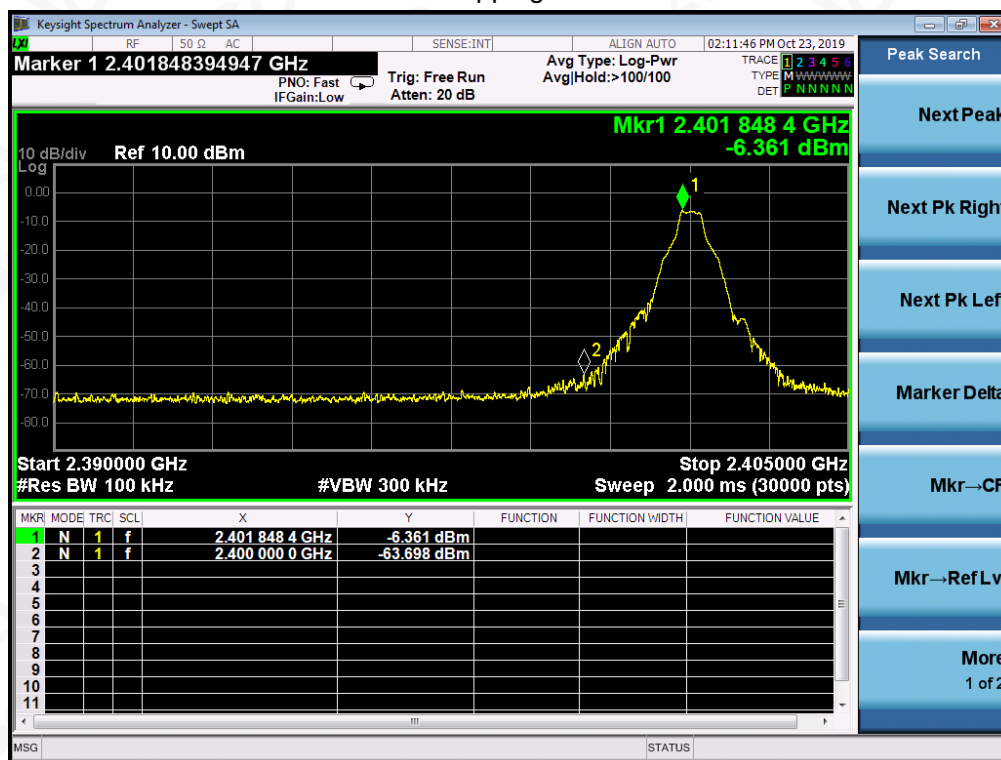 pping
Keysight Spectrum Analyzer - Swept SA
LXI RF 50 Ω AC SENSE:INT ALIGN AUTO 02:11:46 PM Oct 23, 2019
Marker 1 2.401848394947 GHz
PNO: Fast
IFGain:Low
Trig: Free Run
Atten: 20 dB
Avg Type: Log-Pwr
Avg|Hold:>100/100
TRACE 1 2 3 4 5 6
TYPE M WWWWW
DET P N N N N N
Mkr1 2.401 848 4 GHz
-6.361 dBm
10 dB/div Ref 10.00 dBm
Log
0.00
-10.0
-20.0
-30.0
-40.0
-50.0
-60.0
-70.0
-80.0
1
2
Start 2.390000 GHz Stop 2.405000 GHz
#Res BW 100 kHz #VBW 300 kHz Sweep 2.000 ms (30000 pts)
MKR MODE TRC SCL X Y FUNCTION FUNCTION WIDTH FUNCTION VALUE
1 N 1 f 2.401 848 4 GHz -6.361 dBm
2 N 1 f 2.400 000 0 GHz -63.698 dBm
3
4
5
6
7
8
9
10
11
MSG STATUS
Peak Search
Next Peak
Next Pk Right
Next Pk Lef
Marker Delta
Mkr→CF
Mkr→Ref Lv
More
1 of 2